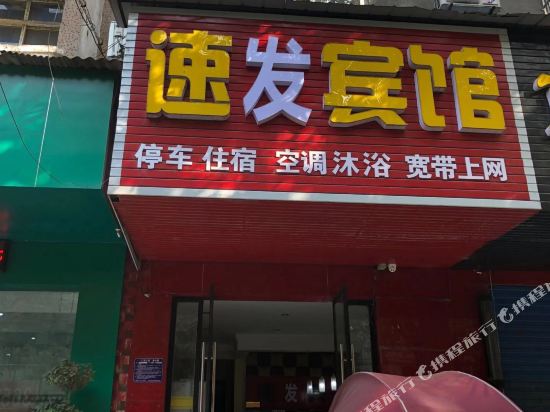 速发宾馆
停车 住宿 空调沐浴 宽带上网
发
携程旅行
携程旅行